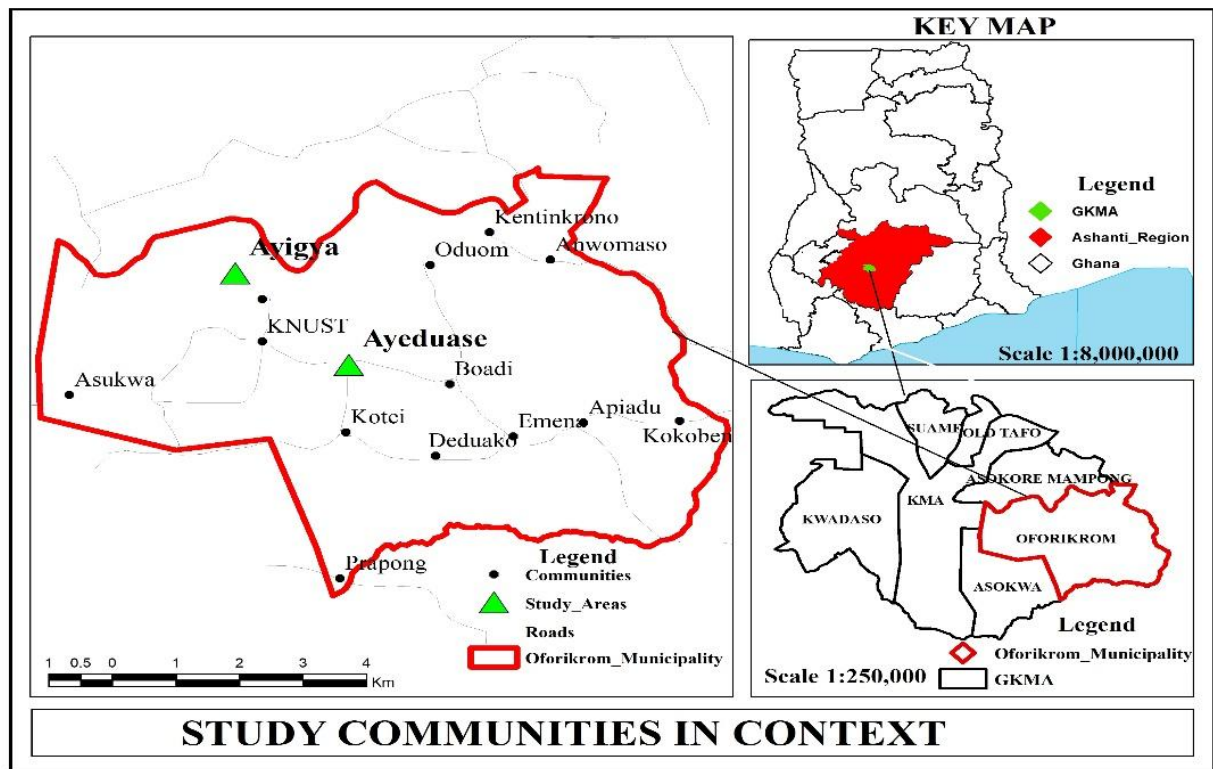 KEY MAP
Legend
GKMA
Ashanti_Region
Ghana
Scale 1:8,000,000
Kentinkrono
Ayigya
Oduom
Anwomaso
KNUST
Ayeduase
Asukwa
Boadi
Kotei
Emena
Apiadu
Deduako
Kokoben
Prapong
Legend
Communities
Study_Areas
Roads
Oforikrom_Municipality
1 0.5 0 1 2 3 4
Km
SUAME
OLD TAFO
ASOKORE MAMPONG
KMA
KWADASO
OFORIKROM
ASOKWA
Legend
Oforikrom_Municipality
GKMA
Scale 1:250,000
STUDY COMMUNITIES IN CONTEXT